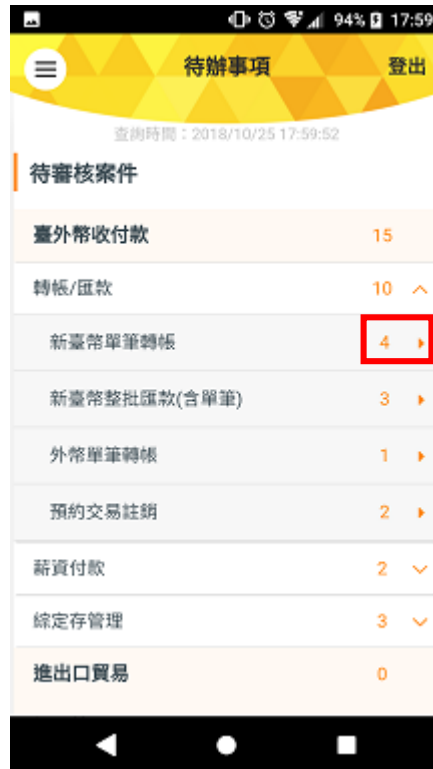 94% 17:59
待辦事項 登出
查詢時間：2018/10/25 17:59:52
待審核案件
臺外幣收付款 15
轉帳/匯款 10
新臺幣單筆轉帳 4
新臺幣整批匯款(含單筆) 3
外幣單筆轉帳 1
預約交易註銷 2
薪資付款 2
綜定存管理 3
進出口貿易 0